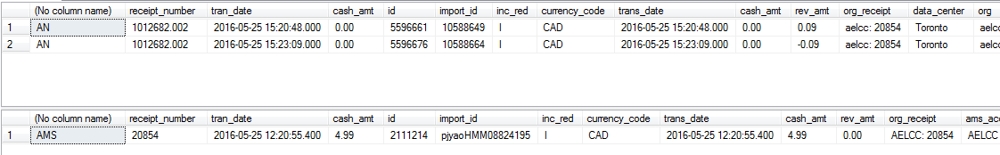 (No column name) receipt_number tran_date cash_amt id import_id inc_red currency_code trans_date cash_amt rev_amt org_receipt data_center org
1 AN 1012682.002 2016-05-25 15:20:48.000 0.00 5596661 10588649 I CAD 2016-05-25 15:20:48.000 0.00 0.09 aelcc: 20854 Toronto aelc
2 AN 1012682.002 2016-05-25 15:23:09.000 0.00 5596676 10588664 I CAD 2016-05-25 15:23:09.000 0.00 -0.09 aelcc: 20854 Toronto aelc
(No column name) receipt_number tran_date cash_amt id import_id inc_red currency_code trans_date cash_amt rev_amt org_receipt ams_acc
1 AMS 20854 2016-05-25 12:20:55.400 4.99 2111214 pjyaoHMM08824195 I CAD 2016-05-25 12:20:55.400 4.99 0.00 AELCC: 20854 AELCC